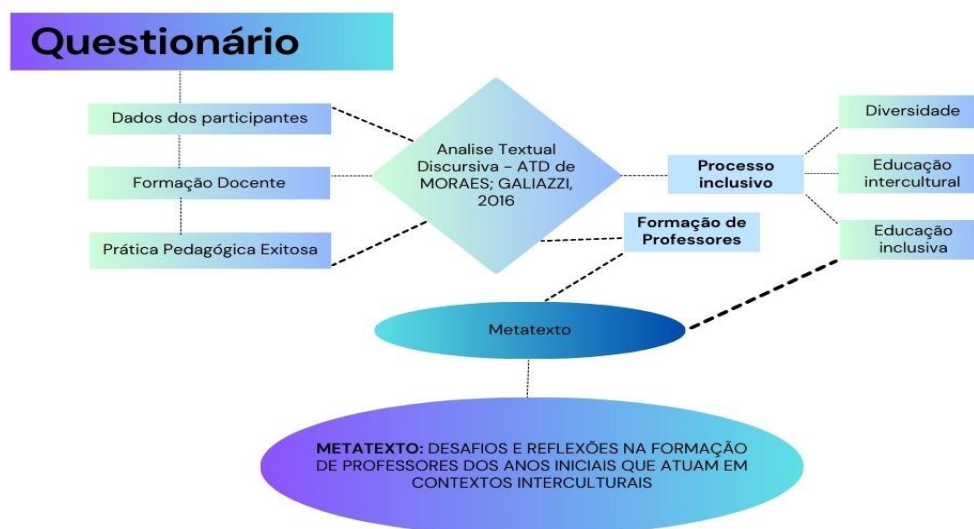 Questionário
Dados dos participantes
Formação Docente
Prática Pedagógica Exitosa
Analise Textual
Discursiva - ATD de
MORAES; GALIAZZI,
2016
Processo
inclusivo
Formação de
Professores
Diversidade
Educação
intercultural
Educação
inclusiva
Metatexto
METATEXTO: DESAFIOS E REFLEXÕES NA FORMAÇÃO
DE PROFESSORES DOS ANOS INICIAIS QUE ATUAM EM
CONTEXTOS INTERCULTURAIS